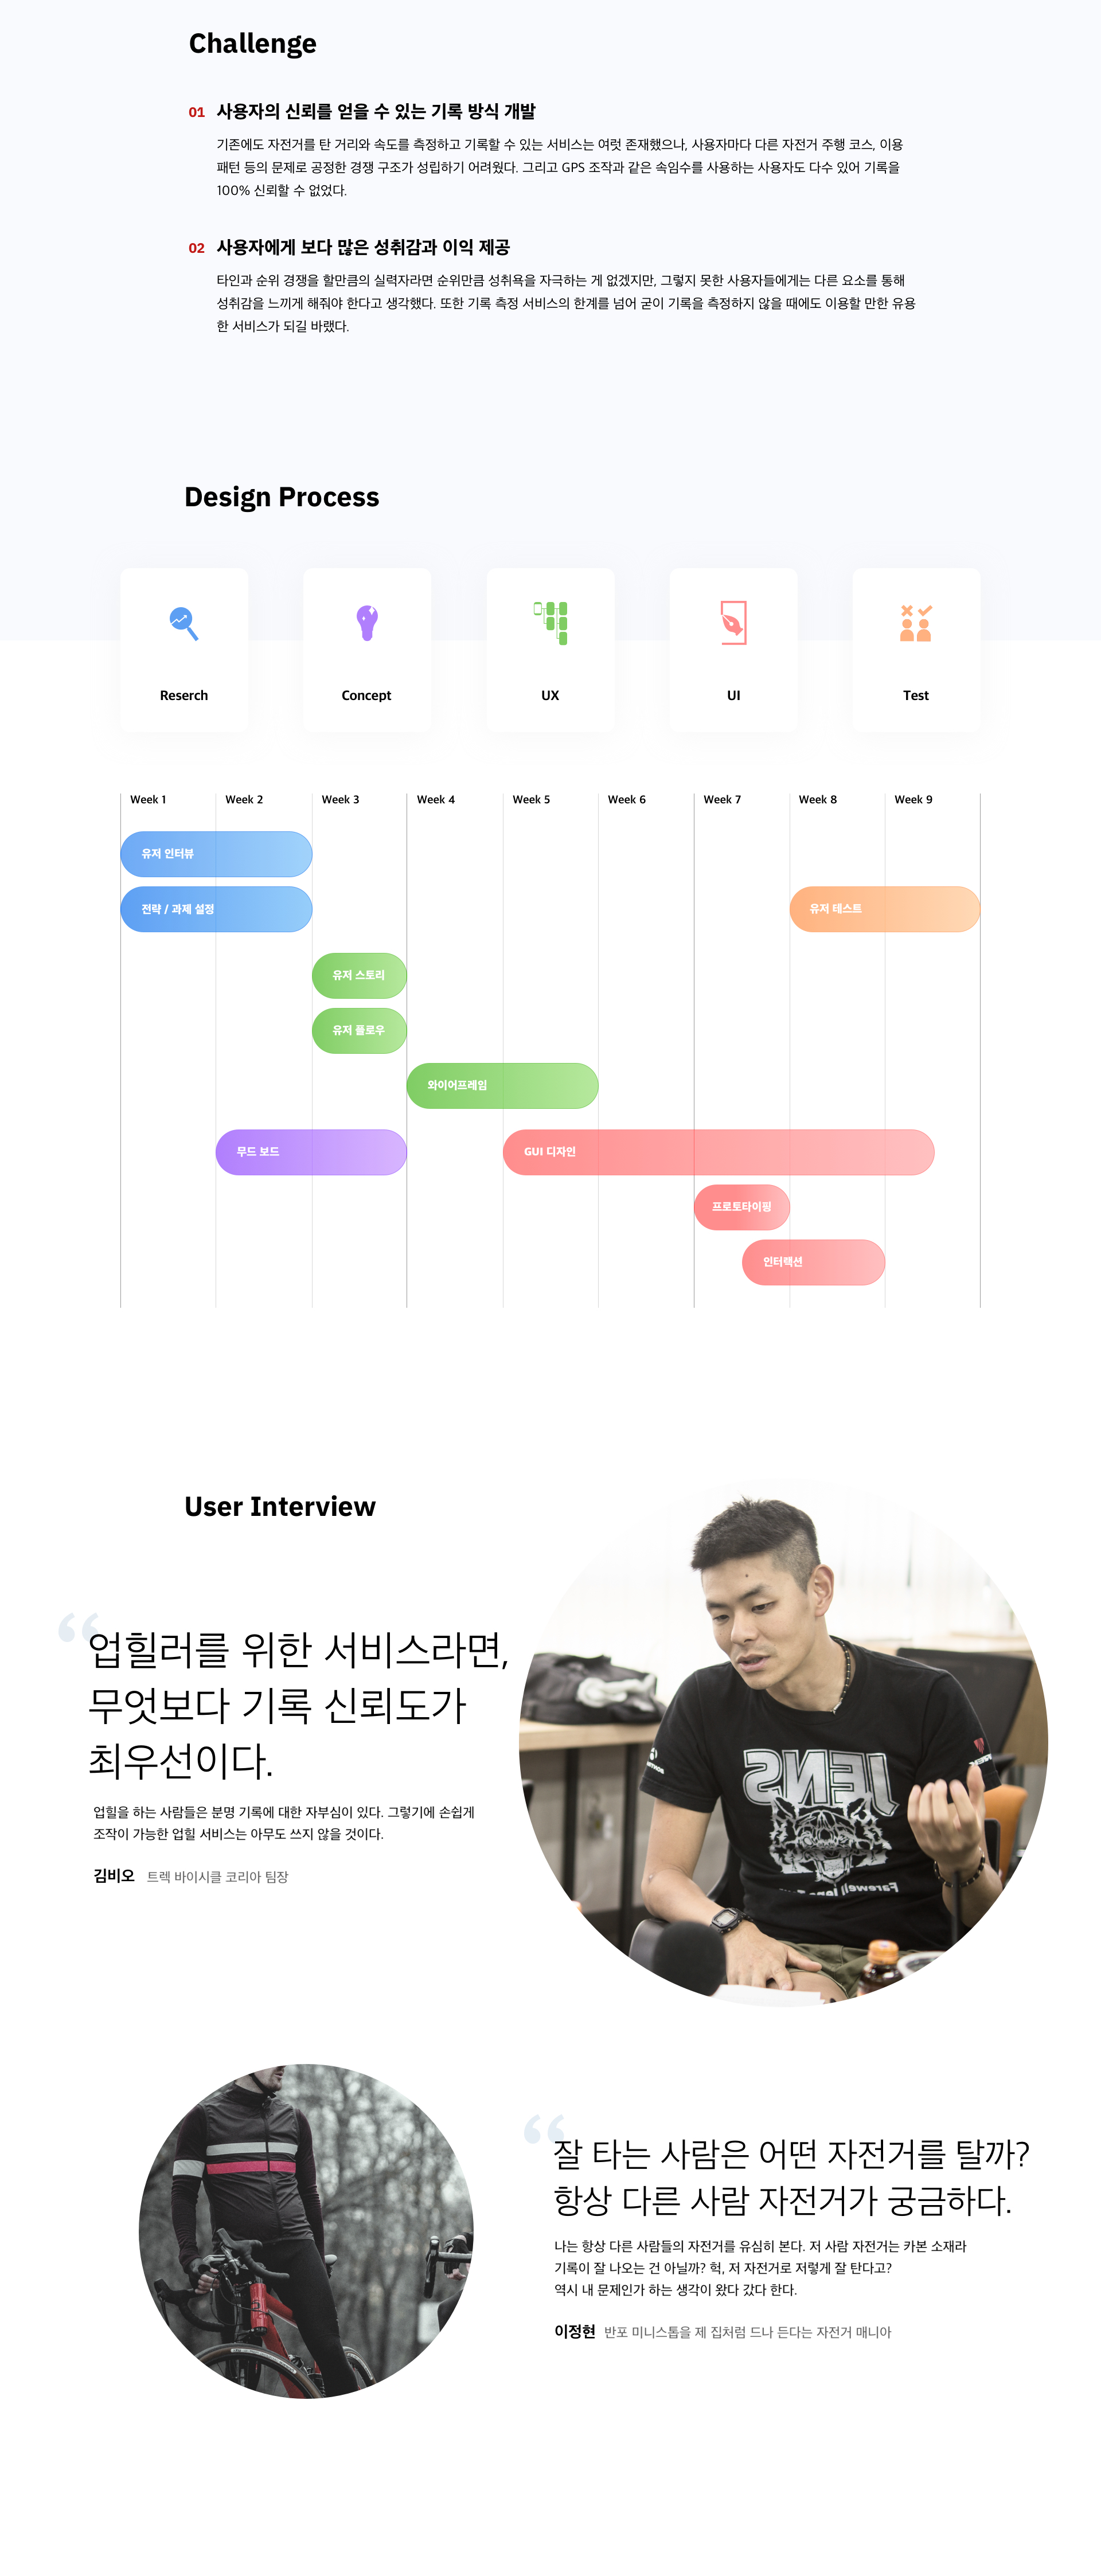 Challenge
01 사용자의 신뢰를 얻을 수 있는 기록 방식 개발
기존에도 자전거를 탄 거리와 속도를 측정하고 기록할 수 있는 서비스는 여럿 존재했으나, 사용자마다 다른 자전거 주행 코스, 이용
패턴 등의 문제로 공정한 경쟁 구조가 성립하기 어려웠다. 그리고 GPS 조작과 같은 속임수를 사용하는 사용자도 다수 있어 기록을
100% 신뢰할 수 없었다.
02 사용자에게 보다 많은 성취감과 이익 제공
타인과 순위 경쟁을 할만큼의 실력자라면 순위만큼 성취욕을 자극하는 게 없겠지만, 그렇지 못한 사용자들에게는 다른 요소를 통해
성취감을 느끼게 해줘야 한다고 생각했다. 또한 기록 측정 서비스의 한계를 넘어 굳이 기록을 측정하지 않을 때에도 이용할 만한 유용
한 서비스가 되길 바랬다.
Design Process
Reserch
Concept
UX
UI
Test
Week 1
Week 2
Week 3
Week 4
Week 5
Week 6
Week 7
Week 8
Week 9
유저 인터뷰
전략 / 과제 설정
유저 테스트
유저 스토리
유저 플로우
와이어프레임
무드 보드
GUI 디자인
프로토타이핑
인터랙션
User Interview
“업힐러를 위한 서비스라면,
무엇보다 기록 신뢰도가
최우선이다.
업힐을 하는 사람들은 분명 기록에 대한 자부심이 있다. 그렇기에 손쉽게
조작이 가능한 업힐 서비스는 아무도 쓰지 않을 것이다.
김비오 트렉 바이시클 코리아 팀장
JENS
“잘 타는 사람은 어떤 자전거를 탈까?
항상 다른 사람 자전거가 궁금하다.
나는 항상 다른 사람들의 자전거를 유심히 본다. 저 사람 자전거는 카본 소재라
기록이 잘 나오는 건 아닐까? 헉, 저 자전거로 저렇게 잘 탄다고?
역시 내 문제인가 하는 생각이 왔다 갔다 한다.
이정현 반포 미니스톱을 제 집처럼 드나 든다는 자전거 매니아